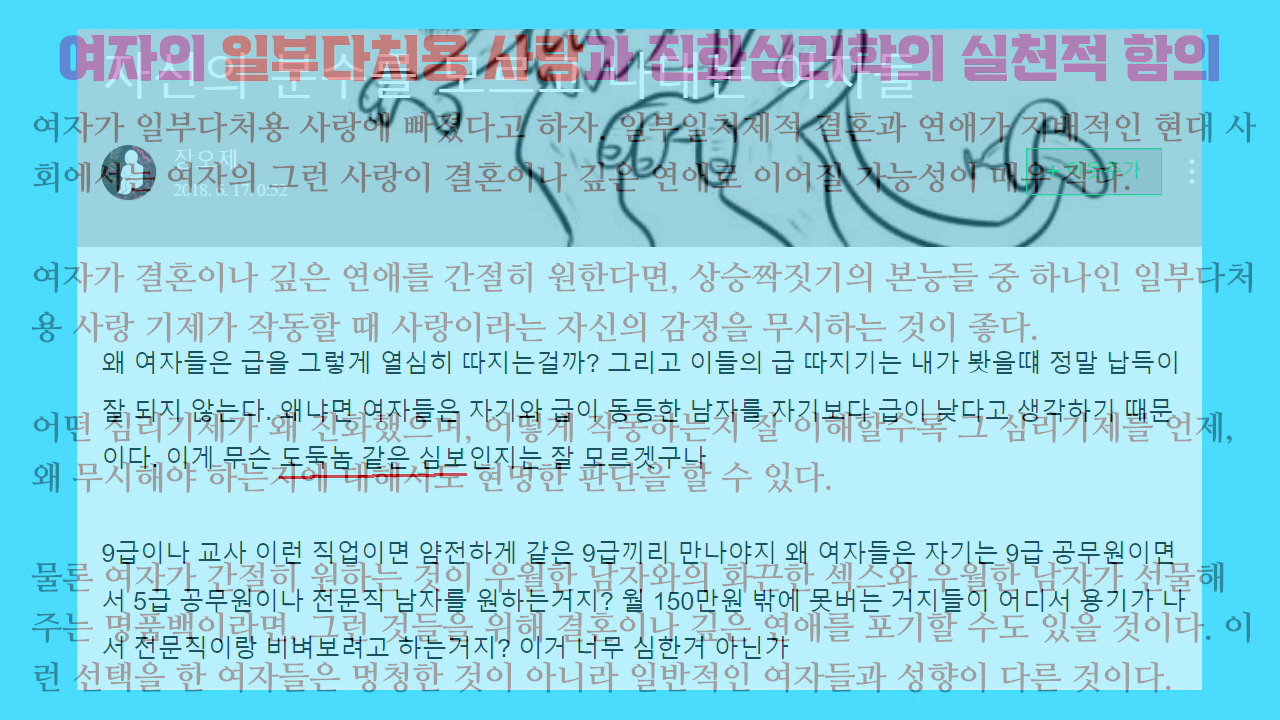 여자의 일부다처용 사랑과 진화심리학의 실천적 함의
자신의 분수를 모르고 나대는 여자들
여자가 일부다처용 사랑에 빠졌다고 하자. 일부일처제적 결혼과 연애가 지배적인 현대 사
장오제
회에서는 여자의 그런 사랑이 결혼이나 깊은 연애로 이어질 가능성이 매우 작다.
+ 이웃추가
2018. 6. 17. 0:52
여자가 결혼이나 깊은 연애를 간절히 원한다면, 상승짝짓기의 본능들 중 하나인 일부다처
용 사랑 기제가 작동할 때 사랑이라는 자신의 감정을 무시하는 것이 좋다.
왜 여자들은 급을 그렇게 열심히 따지는걸까? 그리고 이들의 급 따지기는 내가 봣을떄 정말 납득이
잘 되지 않는다. 왜냐면 여자들은 자기와 급이 동등한 남자를 자기보다 급이 낮다고 생각하기 때문
어떤 심리기제가 왜 진화했으며, 어떻게 작동하는지 잘 이해할수록 그 심리기제를 언제,
이다. 이게 무슨 도둑놈 같은 심보인지는 잘 모르겟구나
왜 무시해야 하는지에 대해서도 현명한 판단을 할 수 있다.
9급이나 교사 이런 직업이면 얌전하게 같은 9급끼리 만나야지 왜 여자들은 자기는 9급 공무원이면
물론 여자가 간절히 원하는 것이 우월한 남자와의 화끈한 섹스와 우월한 남자가 선물해
서 5급 공무원이나 전문직 남자를 원하는거지? 월 150만원 밖에 못버는 거지들이 어디서 용기가 나
주는 명품백이라면, 그런 것들을 위해 결혼이나 깊은 연애를 포기할 수도 있을 것이다. 이
서 전문직이랑 비벼보려고 하는거지? 이거 너무 심한거 아닌가
런 선택을 한 여자들은 멍청한 것이 아니라 일반적인 여자들과 성향이 다른 것이다.